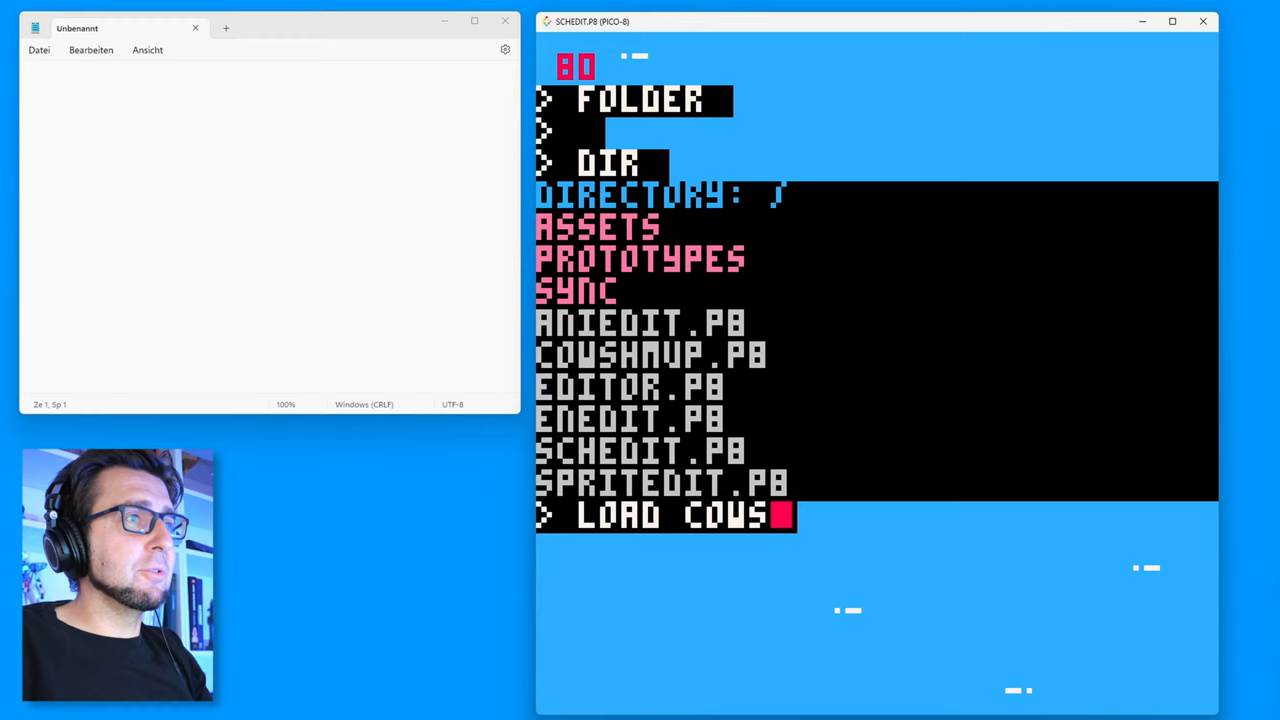 Unbenannt
Datei Bearbeiten Ansicht
Ze 1, Sp 1 100% Windows (CRLF) UTF-8
SCHEDIT.P8 (PICO-8)
80
> FOLDER
>
> DIR
DIRECTORY: /
ASSETS
PROTOTYPES
SYNC
ANIEDIT.P8
COWSHMUP.P8
EDITOR.P8
ENEDIT.P8
SCHEDIT.P8
SPRITEDIT.P8
> LOAD COWS